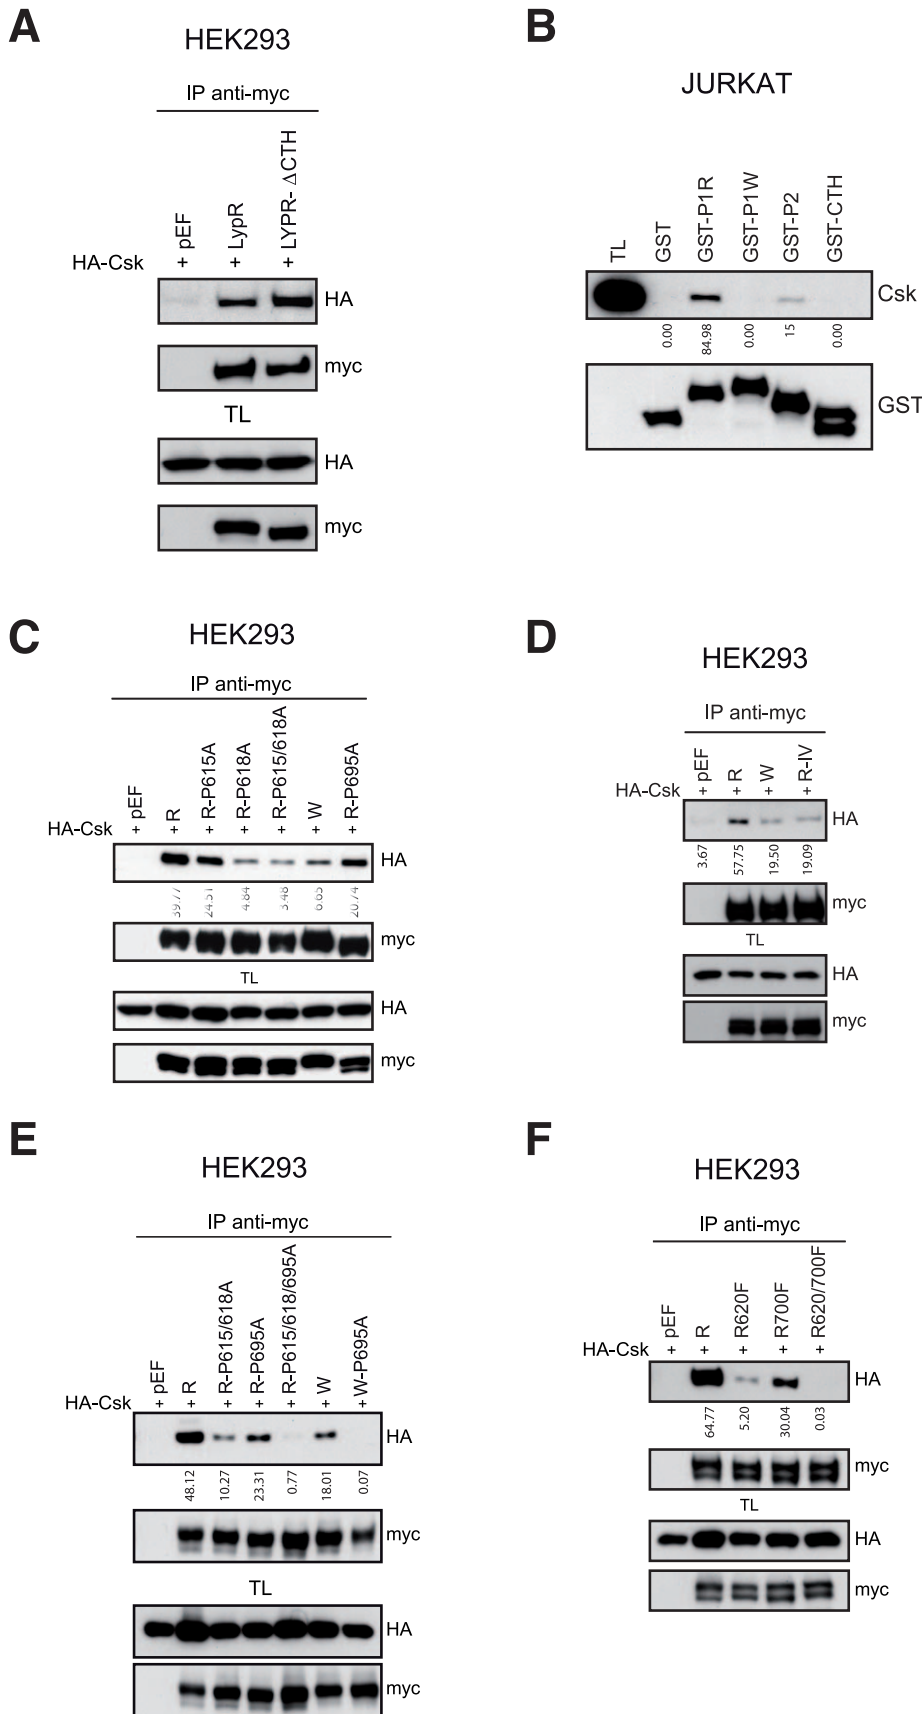 A
HEK293
IP anti-myc
HA-Csk
+ pEF
+ LypR
+ LYPR- ΔCTH
HA
myc
TL
HA
myc
B
JURKAT
TL
GST
GST-P1R
GST-P1W
GST-P2
GST-CTH
Csk
0.00
84.98
0.00
15
0.00
GST
C
HEK293
IP anti-myc
HA-Csk
+ pEF
+ R
+ R-P615A
+ R-P618A
+ R-P615/618A
+ W
+ R-P695A
HA
39.77
24.51
4.84
3.48
6.65
20.74
myc
TL
HA
myc
D
HEK293
IP anti-myc
HA-Csk
+ pEF
+ R
+ W
+ R-IV
HA
3.67
57.75
19.50
19.09
myc
TL
HA
myc
E
HEK293
IP anti-myc
HA-Csk
+ pEF
+ R
+ R-P615/618A
+ R-P695A
+ R-P615/618/695A
+ W
+ W-P695A
HA
48.12
10.27
23.31
0.77
18.01
0.07
myc
TL
HA
myc
F
HEK293
IP anti-myc
HA-Csk
+ pEF
+ R
+ R620F
+ R700F
+ R620/700F
HA
64.77
5.20
30.04
0.03
myc
TL
HA
myc